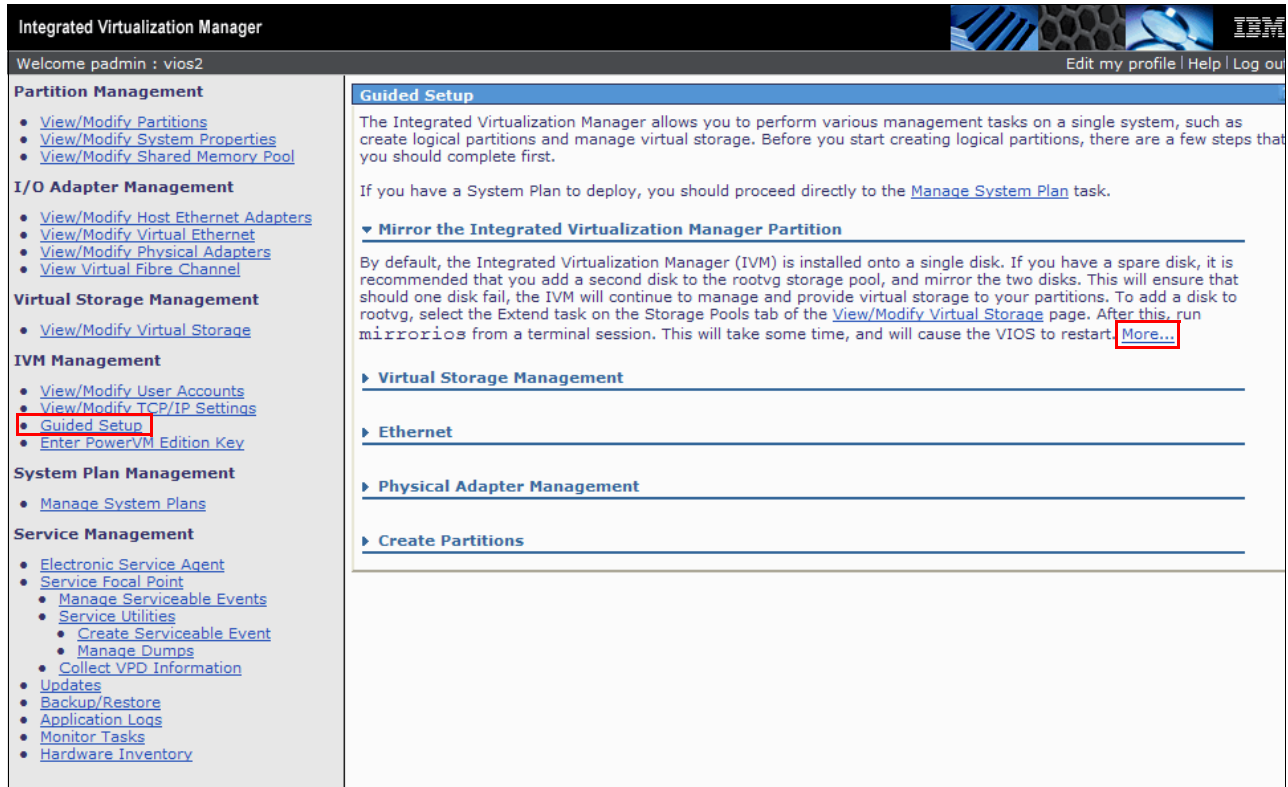 Integrated Virtualization Manager
IBM
Welcome padmin : vios2
Edit my profile | Help | Log out
Partition Management
View/Modify Partitions
View/Modify System Properties
View/Modify Shared Memory Pool
I/O Adapter Management
View/Modify Host Ethernet Adapters
View/Modify Virtual Ethernet
View/Modify Physical Adapters
View Virtual Fibre Channel
Virtual Storage Management
View/Modify Virtual Storage
IVM Management
View/Modify User Accounts
View/Modify TCP/IP Settings
Guided Setup
Enter PowerVM Edition Key
System Plan Management
Manage System Plans
Service Management
Electronic Service Agent
Service Focal Point
Manage Serviceable Events
Service Utilities
Create Serviceable Event
Manage Dumps
Collect VPD Information
Updates
Backup/Restore
Application Logs
Monitor Tasks
Hardware Inventory
Guided Setup
The Integrated Virtualization Manager allows you to perform various management tasks on a single system, such as
create logical partitions and manage virtual storage. Before you start creating logical partitions, there are a few steps that
you should complete first.
If you have a System Plan to deploy, you should proceed directly to the Manage System Plan task.
Mirror the Integrated Virtualization Manager Partition
By default, the Integrated Virtualization Manager (IVM) is installed onto a single disk. If you have a spare disk, it is
recommended that you add a second disk to the rootvg storage pool, and mirror the two disks. This will ensure that
should one disk fail, the IVM will continue to manage and provide virtual storage to your partitions. To add a disk to
rootvg, select the Extend task on the Storage Pools tab of the View/Modify Virtual Storage page. After this, run
mirrorios from a terminal session. This will take some time, and will cause the VIOS to restart. More...
Virtual Storage Management
Ethernet
Physical Adapter Management
Create Partitions